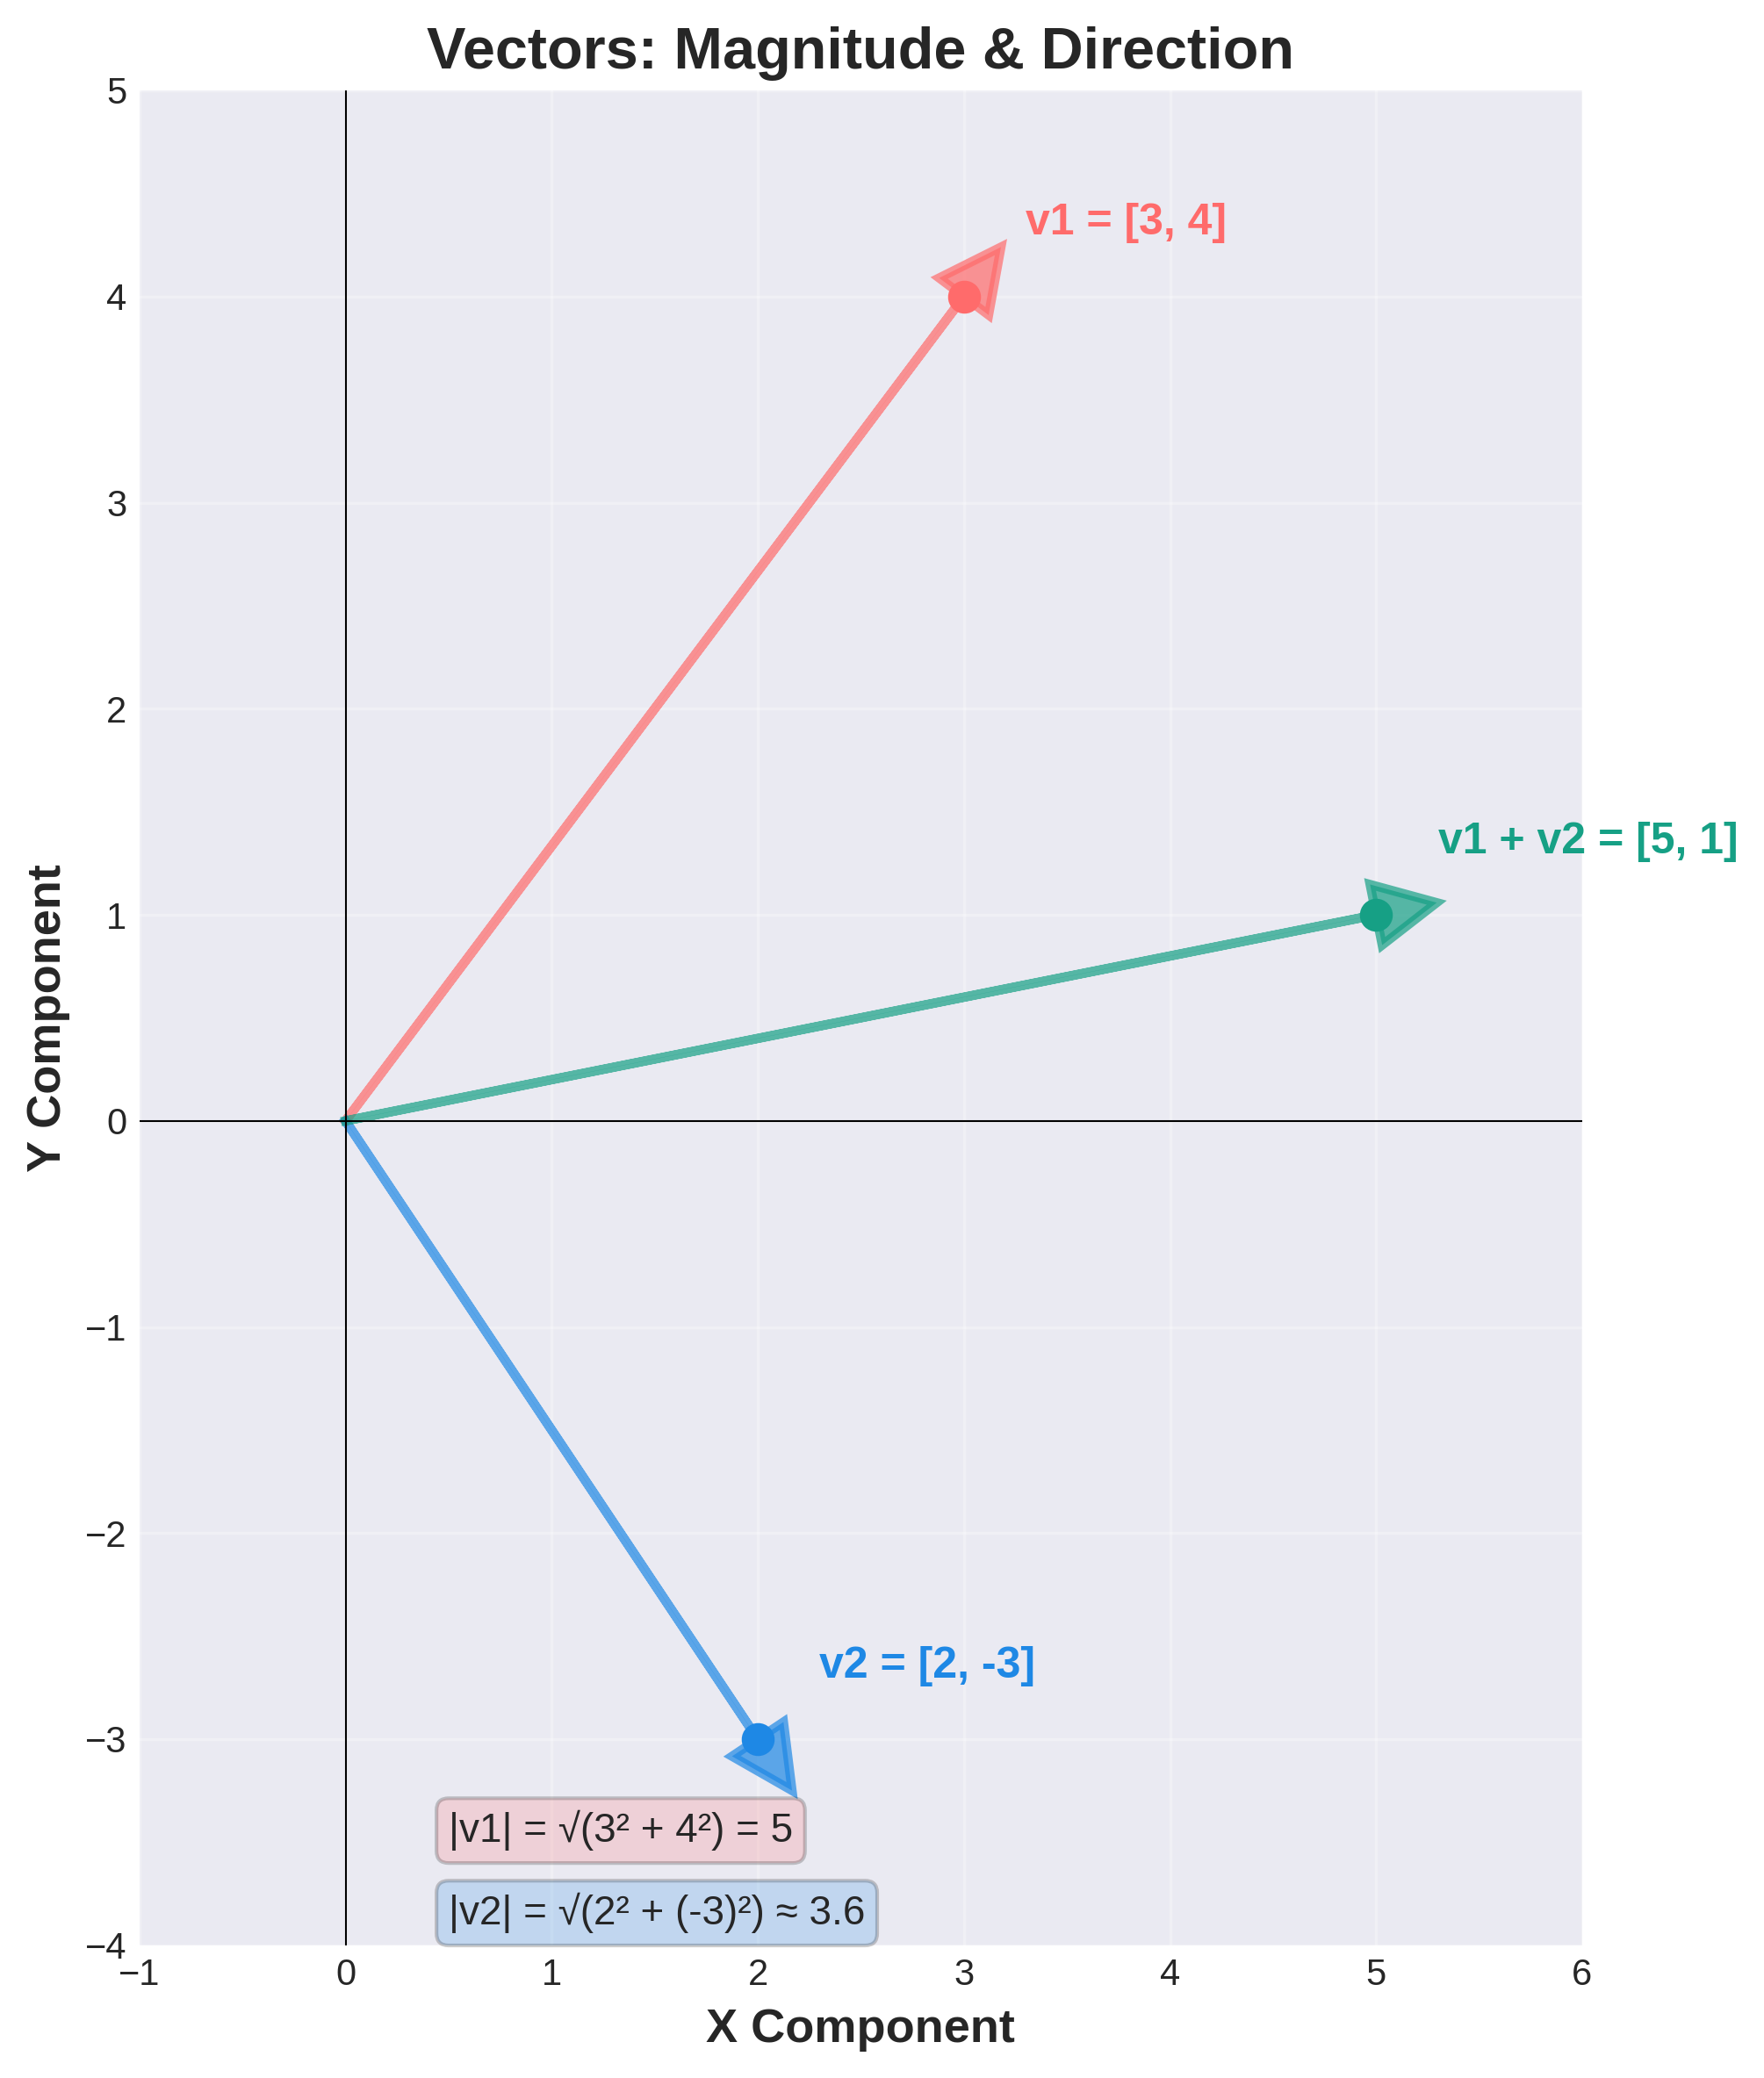 Vectors: Magnitude & Direction
5
4
3
2
1
0
−1
−2
−3
−4
Y Component
v1 = [3, 4]
v1 + v2 = [5, 1]
v2 = [2, -3]
|v1| = √(3² + 4²) = 5
|v2| = √(2² + (-3)²) ≈ 3.6
−1 0 1 2 3 4 5 6
X Component